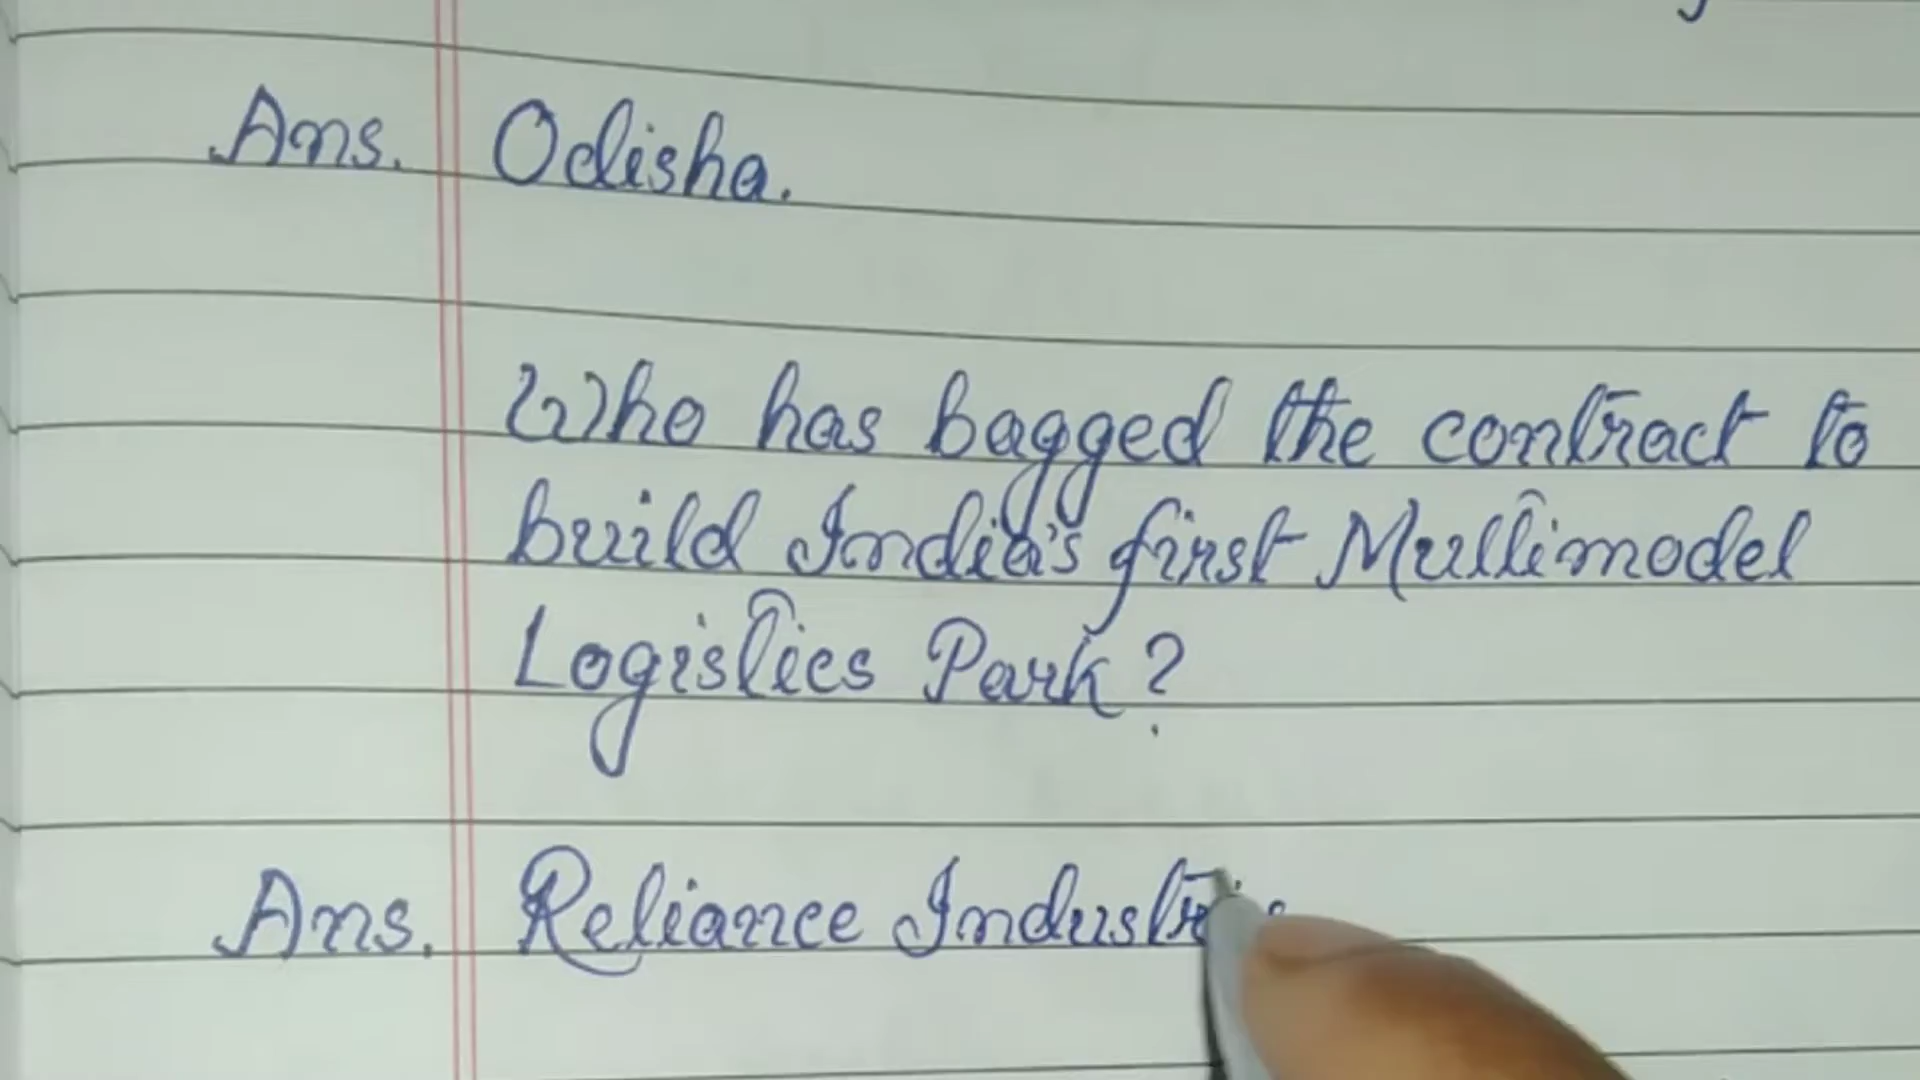 Ans. Odisha.
Who has bagged the contract to
build India's first Multimodel
Logistics Park?
Ans. Reliance